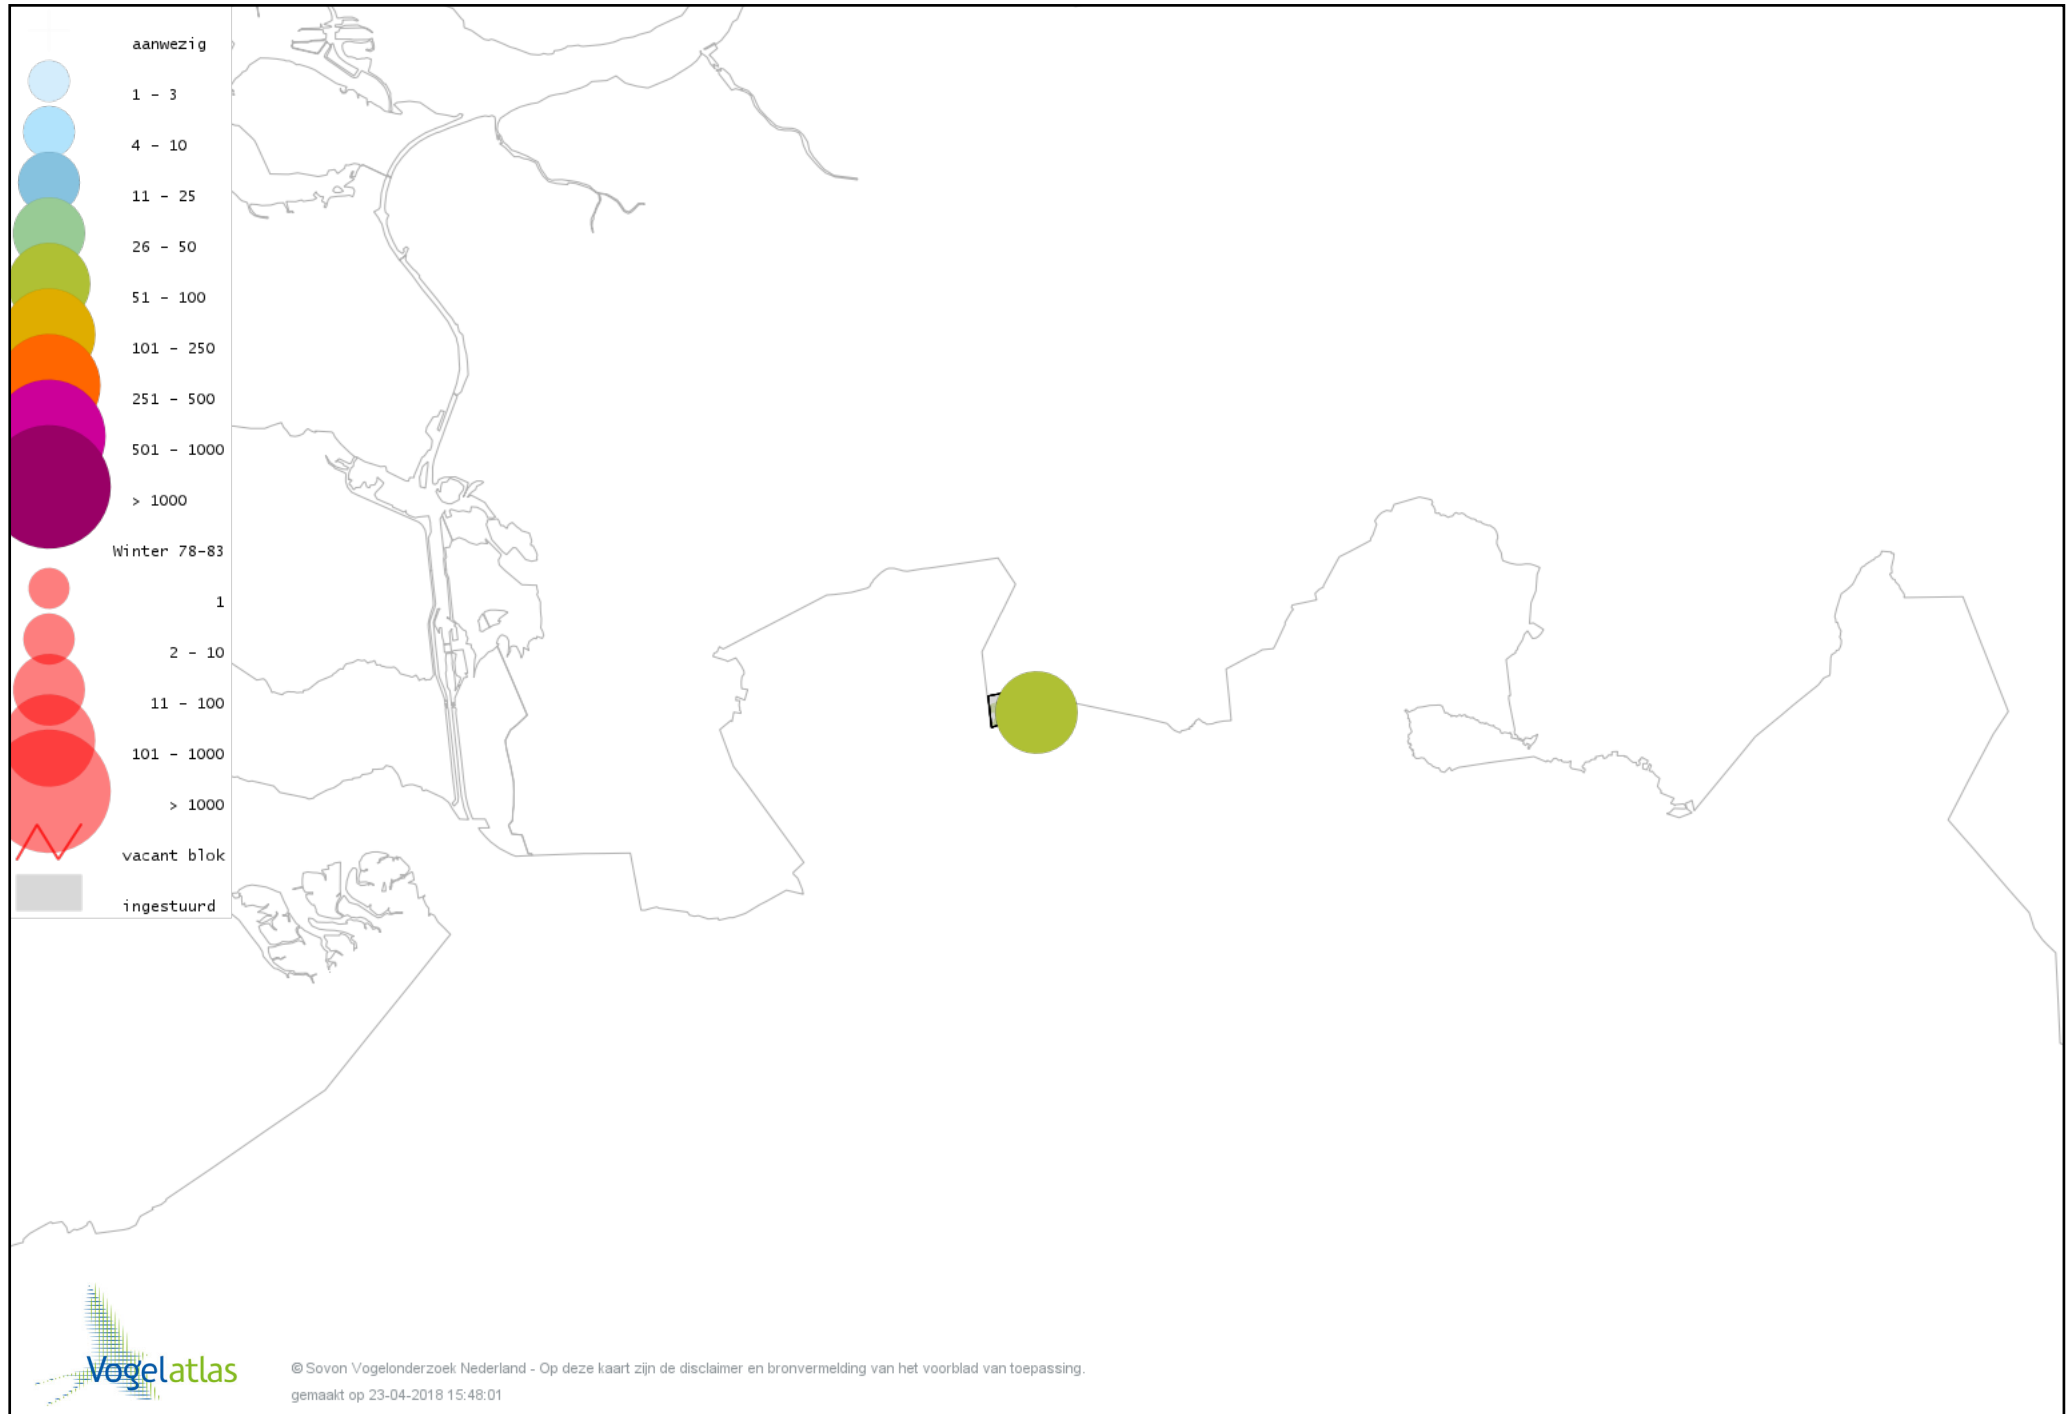 aanwezig
1 - 3
4 - 10
11 - 25
26 - 50
51 - 100
101 - 250
251 - 500
501 - 1000
> 1000
Winter 78-83
1
2 - 10
11 - 100
101 - 1000
> 1000
vacant blok
ingestuurd
Vogelatlas
© Sovon Vogelonderzoek Nederland - Op deze kaart zijn de disclaimer en bronvermelding van het voorblad van toepassing.
gemaakt op 23-04-2018 15:48:01